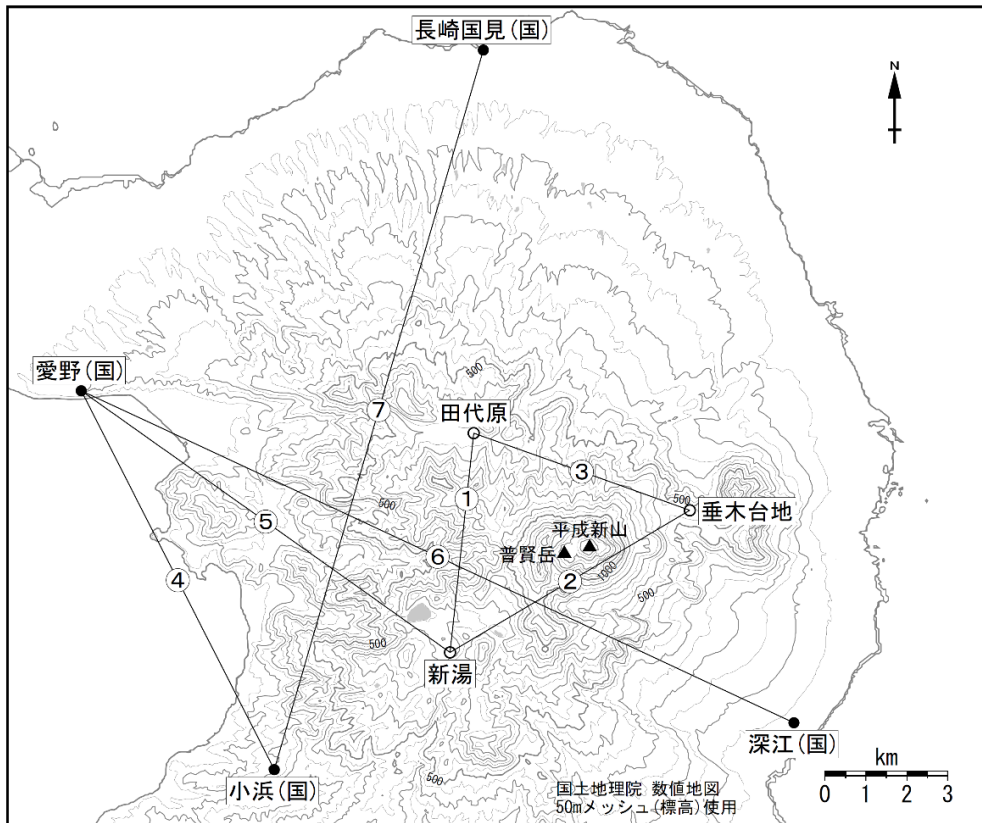 長崎国見(国)
N
愛野(国)
500
⑦
田代原
③
①
500
500
垂木台地
⑤
平成新山
普賢岳
⑥
④
②
1000
500
500
新湯
深江(国)
小浜(国)
500
km
0 1 2 3
国土地理院 数値地図
50mメッシュ(標高)使用